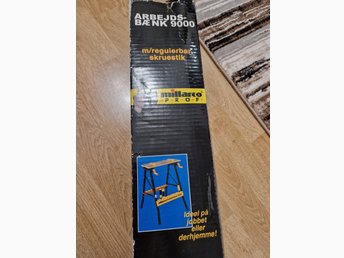 ARBEJDS-
BÆNK 9000
m/regulerbar
skruestik
millarco
PROF
Ideel på
jobbet
eller
derhjemme!